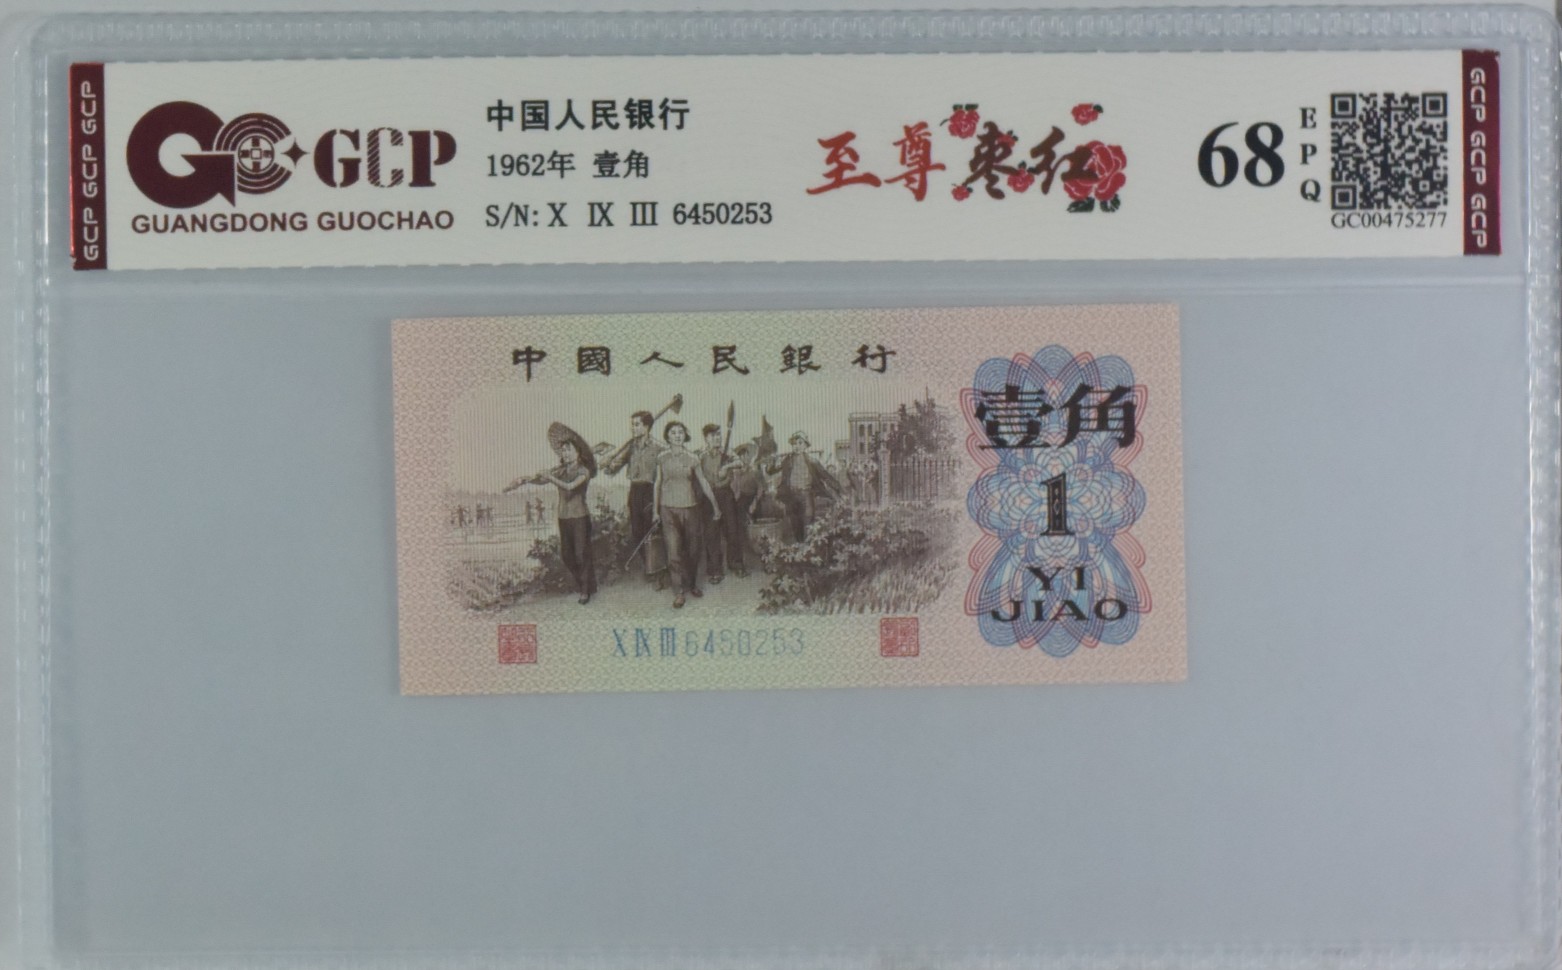 GCP GCP GCP
GCP
GUANGDONG GUOCHAO
中国人民银行
1962年 壹角
S/N: X IX III 6450253
至尊枣红
68
EPQ
GC00475277
GCP GCP GCP
中國人民銀行
壹角
1
YI
JIAO
X IX III 6450253